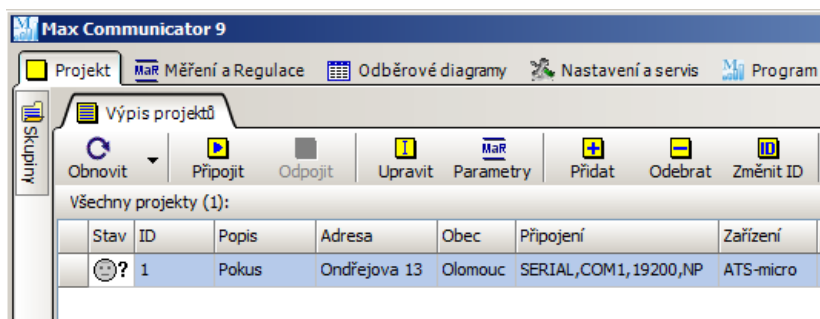 Max Communicator 9
Projekt MaR Měření a Regulace Odběrové diagramy Nastavení a servis Program
Skupiny
Výpis projektů
Obnovit Připojit Odpojit Upravit MaR Parametry Přidat Odebrat ID Změnit ID
Všechny projekty (1):
Stav ID Popis Adresa Obec Připojení Zařízení
? 1 Pokus Ondřejova 13 Olomouc SERIAL,COM1,19200,NP ATS-micro